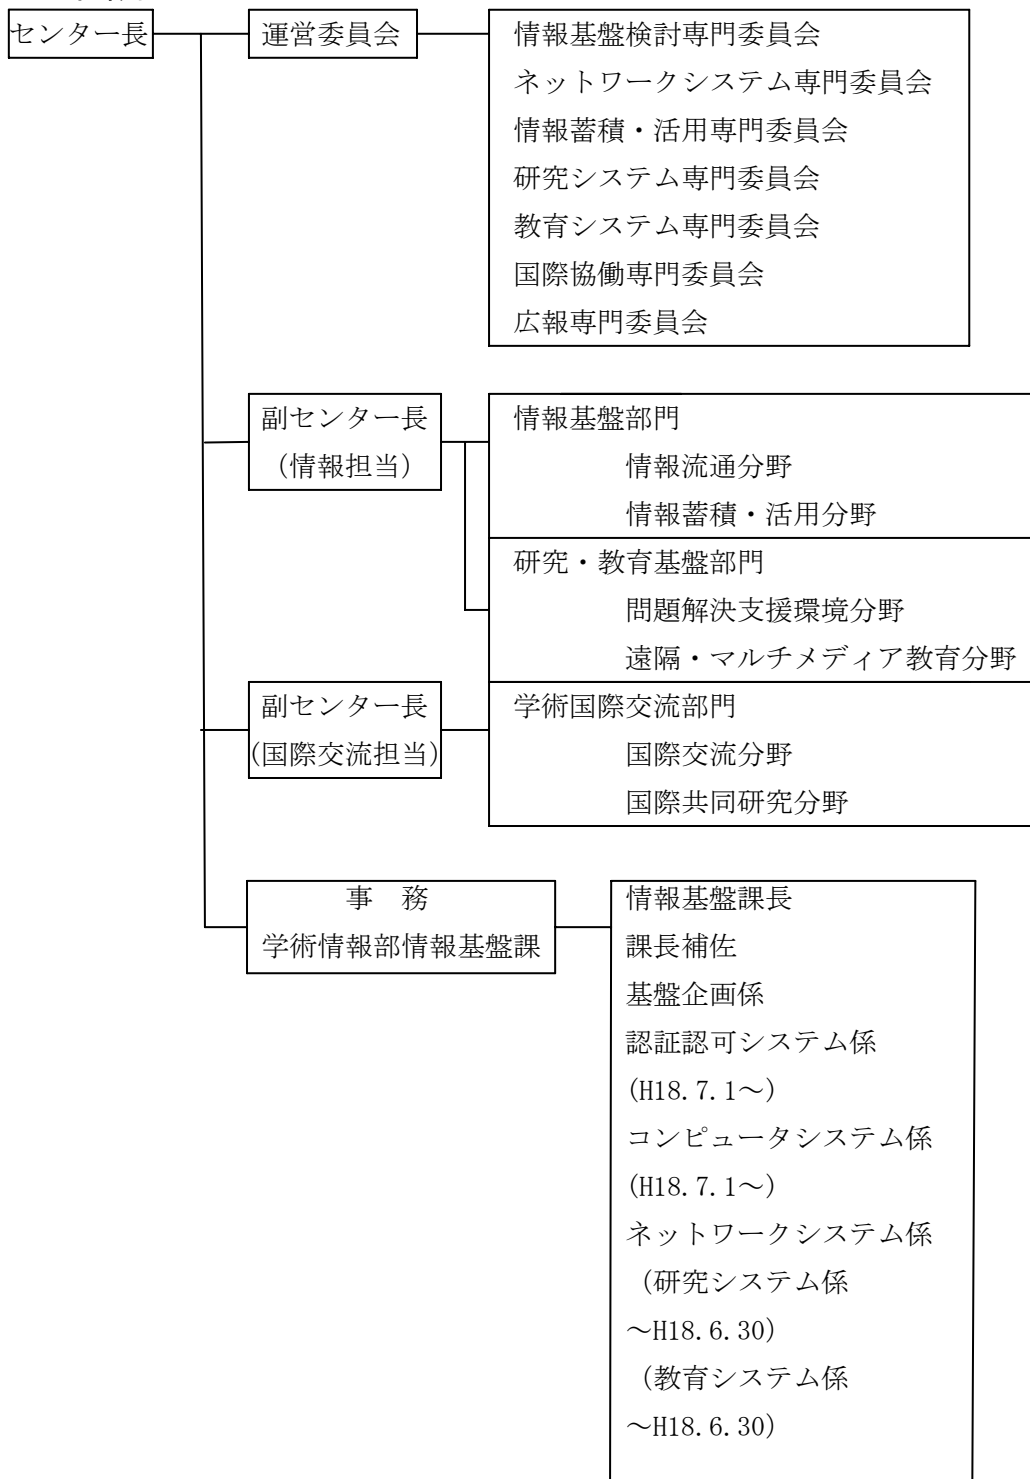 センター長
運営委員会
情報基盤検討専門委員会
ネットワークシステム専門委員会
情報蓄積・活用専門委員会
研究システム専門委員会
教育システム専門委員会
国際協働専門委員会
広報専門委員会
副センター長
(情報担当)
情報基盤部門
情報流通分野
情報蓄積・活用分野
研究・教育基盤部門
問題解決支援環境分野
遠隔・マルチメディア教育分野
副センター長
(国際交流担当)
学術国際交流部門
国際交流分野
国際共同研究分野
事　務
学術情報部情報基盤課
情報基盤課長
課長補佐
基盤企画係
認証認可システム係
(H18.7.1～)
コンピュータシステム係
(H18.7.1～)
ネットワークシステム係
(研究システム係
～H18.6.30)
(教育システム係
～H18.6.30)